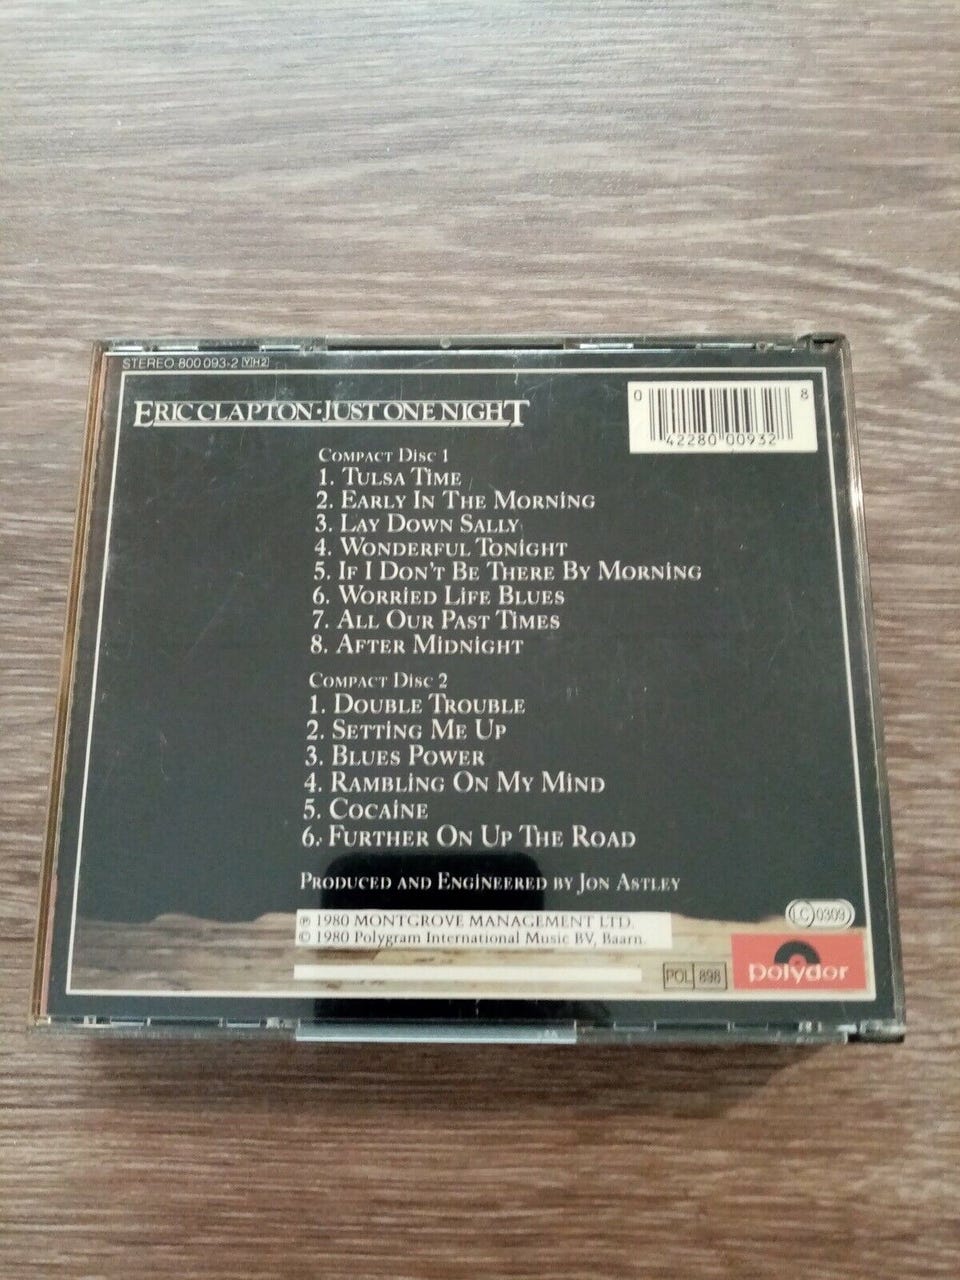 STEREO 800 093-2 Y H 2
ERIC CLAPTON · JUST ONE NIGHT
0 42280 00932 8
COMPACT DISC 1
1. TULSA TIME
2. EARLY IN THE MORNING
3. LAY DOWN SALLY
4. WONDERFUL TONIGHT
5. IF I DON'T BE THERE BY MORNING
6. WORRIED LIFE BLUES
7. ALL OUR PAST TIMES
8. AFTER MIDNIGHT
COMPACT DISC 2
1. DOUBLE TROUBLE
2. SETTING ME UP
3. BLUES POWER
4. RAMBLING ON MY MIND
5. COCAINE
6. FURTHER ON UP THE ROAD
PRODUCED AND ENGINEERED BY JON ASTLEY
℗ 1980 MONTGROVE MANAGEMENT LTD.
© 1980 Polygram International Music BV, Baarn.
LC 0309
POL 898
polydor